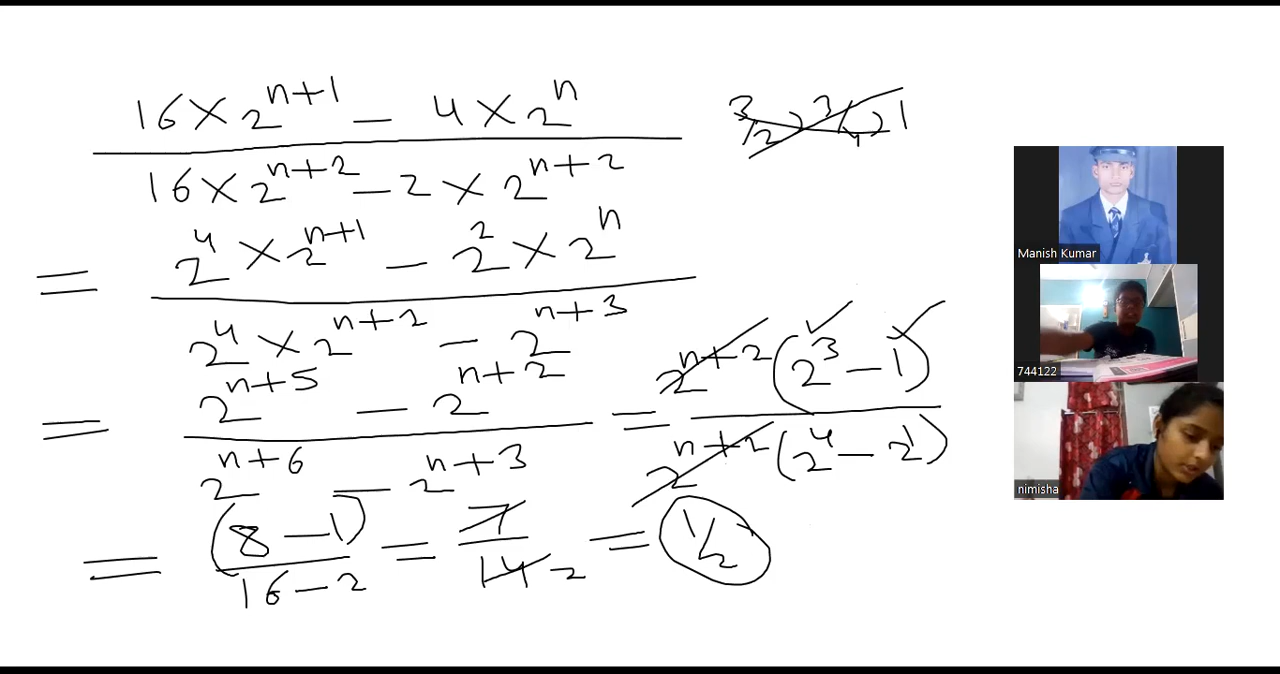 16×2^{n+1} - 4×2^n
16×2^{n+2} - 2×2^{n+2}
= 2^4×2^{n+1} - 2^2×2^n
2^4×2^{n+2} - 2^{n+3}
= 2^{n+5} - 2^{n+2}
2^{n+6} - 2^{n+3}
= 2^{n+2}(2^3-1)
2^{n+2}(2^4-2^1)
= (8-1)
16-2
= 7
14 2
= 1/2
Manish Kumar
744122
nimisha